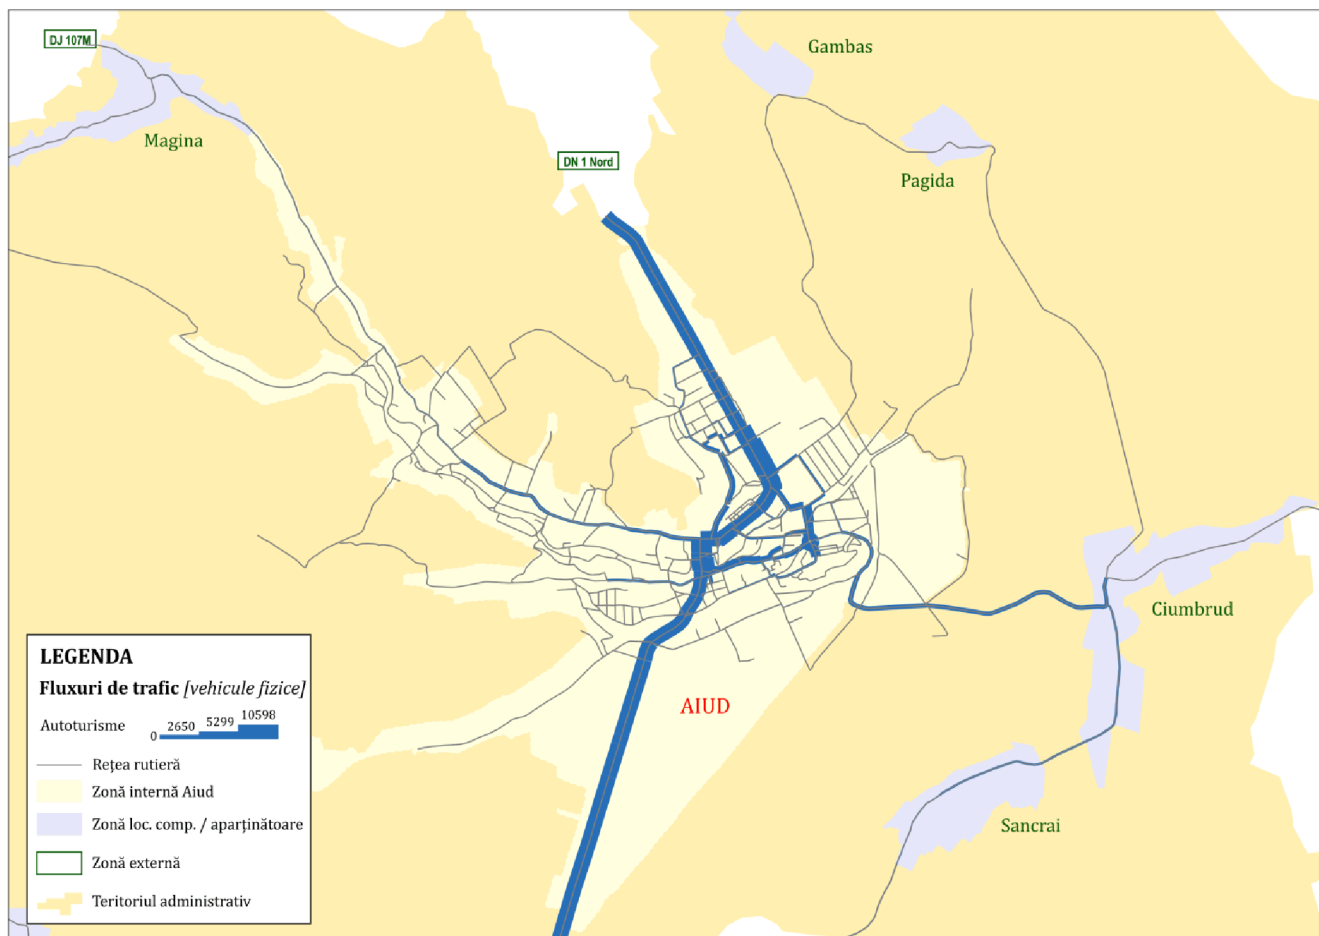 DJ 107M
Gambas
Magina
DN 1 Nord
Pagida
Ciumbrud
AIUD
Sancrai
LEGENDA
Fluxuri de trafic [vehicule fizice]
Autoturisme 0 2650 5299 10598
Rețea rutieră
Zonă internă Aiud
Zonă loc. comp. / aparținătoare
Zonă externă
Teritoriul administrativ